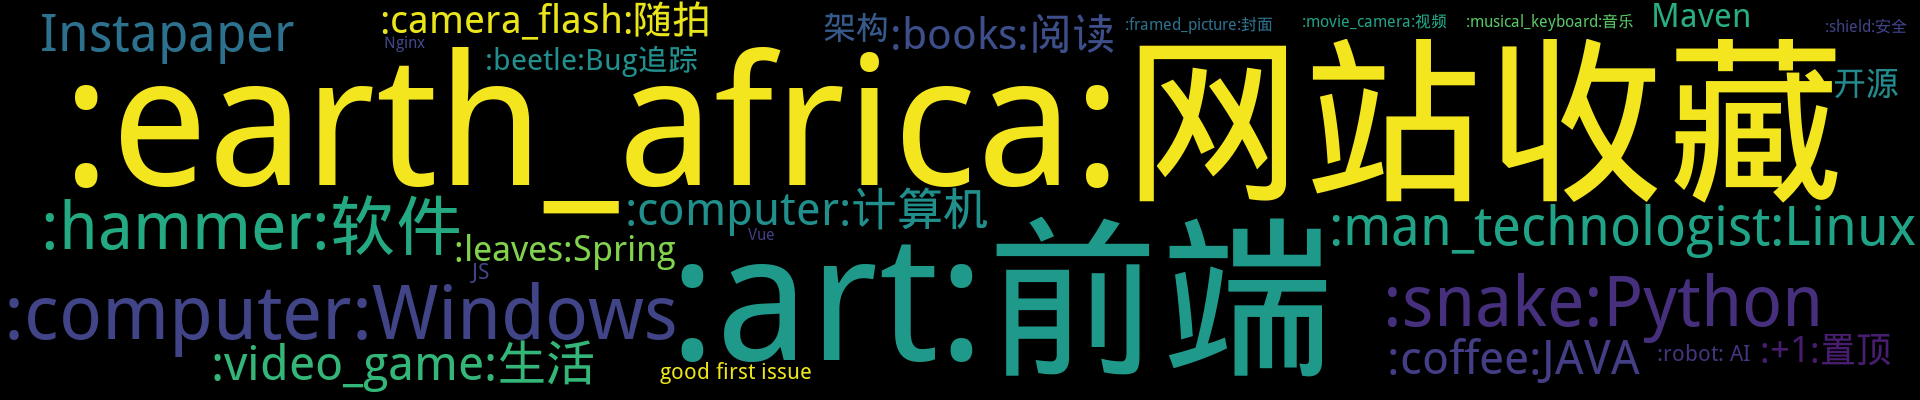 Instapaper
:camera_flash:随拍
Nginx
:beetle:Bug追踪
架构
:books:阅读
:framed_picture:封面
:movie_camera:视频
:musical_keyboard:音乐
Maven
:shield:安全
:earth_africa:网站收藏
开源
:hammer:软件
:leaves:Spring
:computer:计算机
Vue
:man_technologist:Linux
JS
:computer:Windows
:art:前端
:snake:Python
:video_game:生活
good first issue
:coffee:JAVA
:robot: AI
:+1:置顶